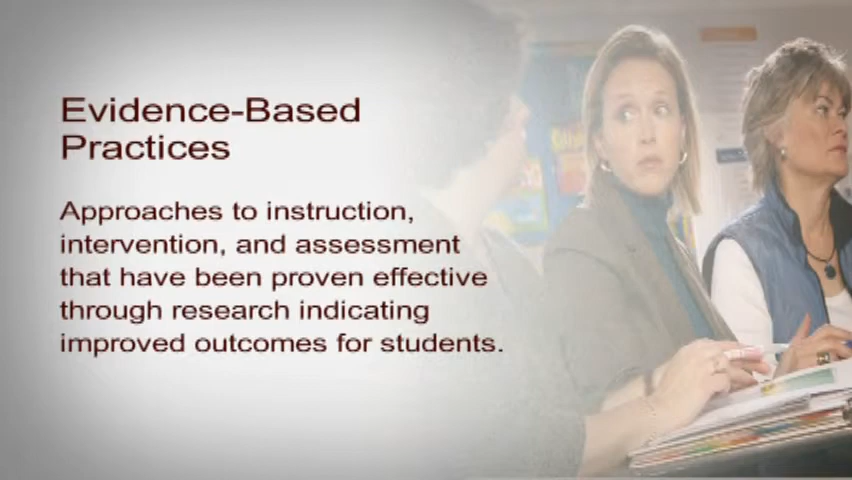 Evidence-Based
Practices
Approaches to instruction,
intervention, and assessment
that have been proven effective
through research indicating
improved outcomes for students.